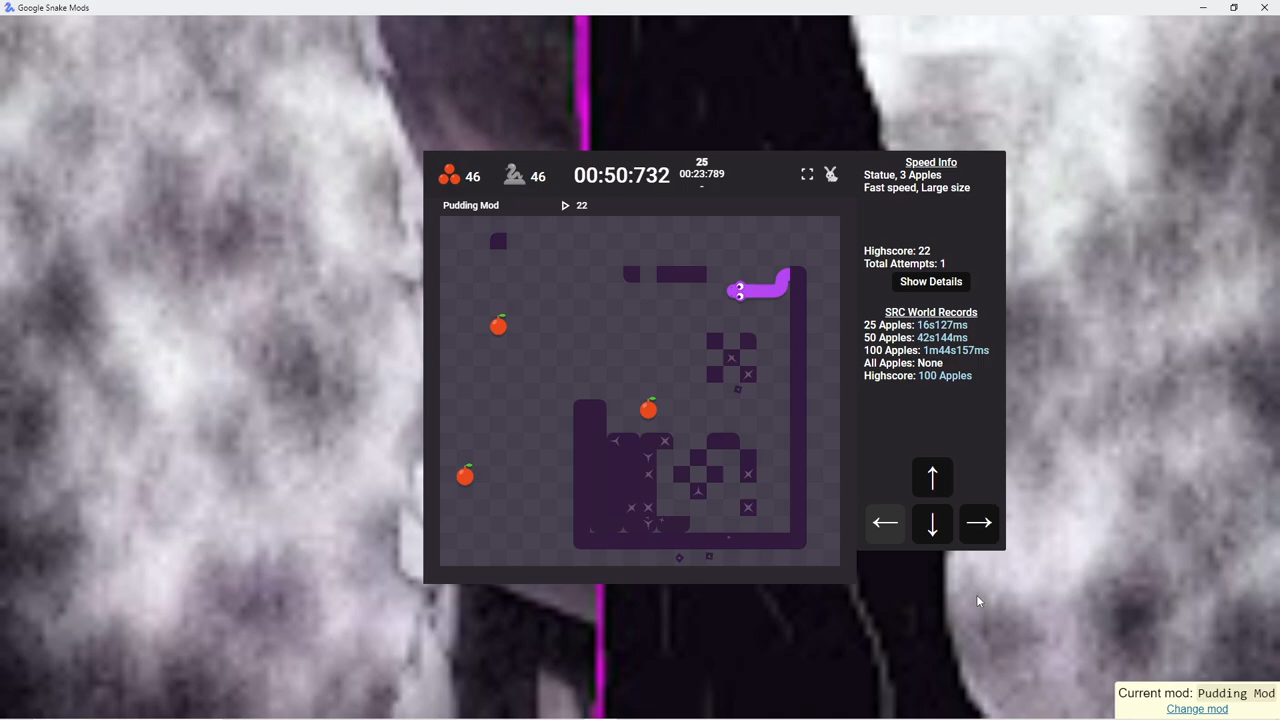 Google Snake Mods
46
46
00:50:732
25
00:23:789
-
Pudding Mod
22
Speed Info
Statue, 3 Apples
Fast speed, Large size
Highscore: 22
Total Attempts: 1
Show Details
SRC World Records
25 Apples: 16s127ms
50 Apples: 42s144ms
100 Apples: 1m44s157ms
All Apples: None
Highscore: 100 Apples
Current mod: Pudding Mod
Change mod